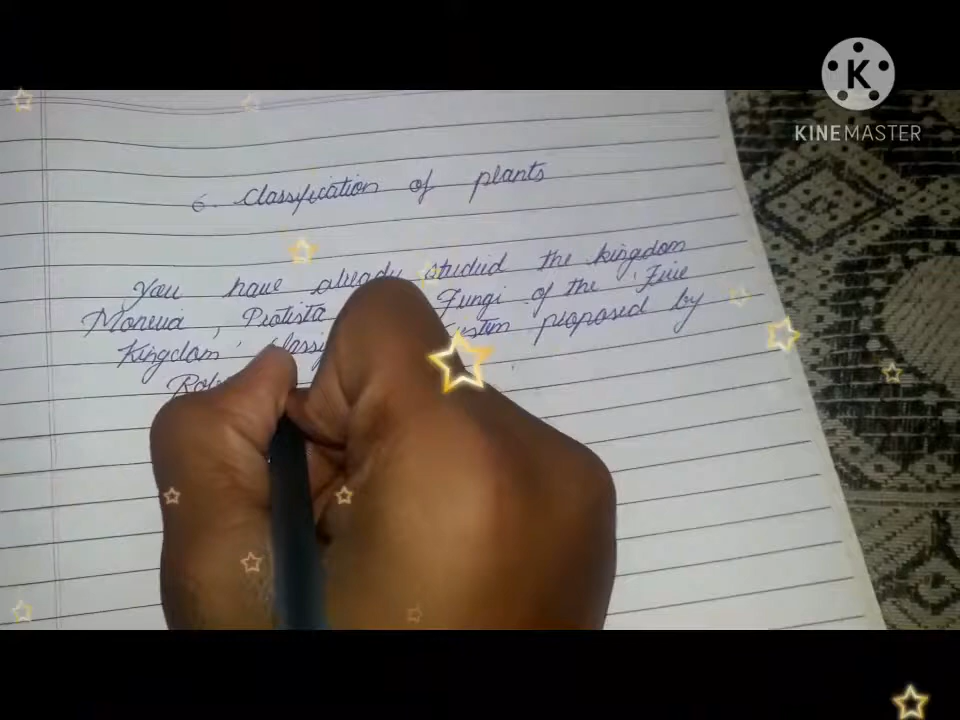 KINEMASTER
6. Classification of plants
You have already studied the kingdom
Monera, Protista Fungi of the 'Five
Kingdom' proposed by